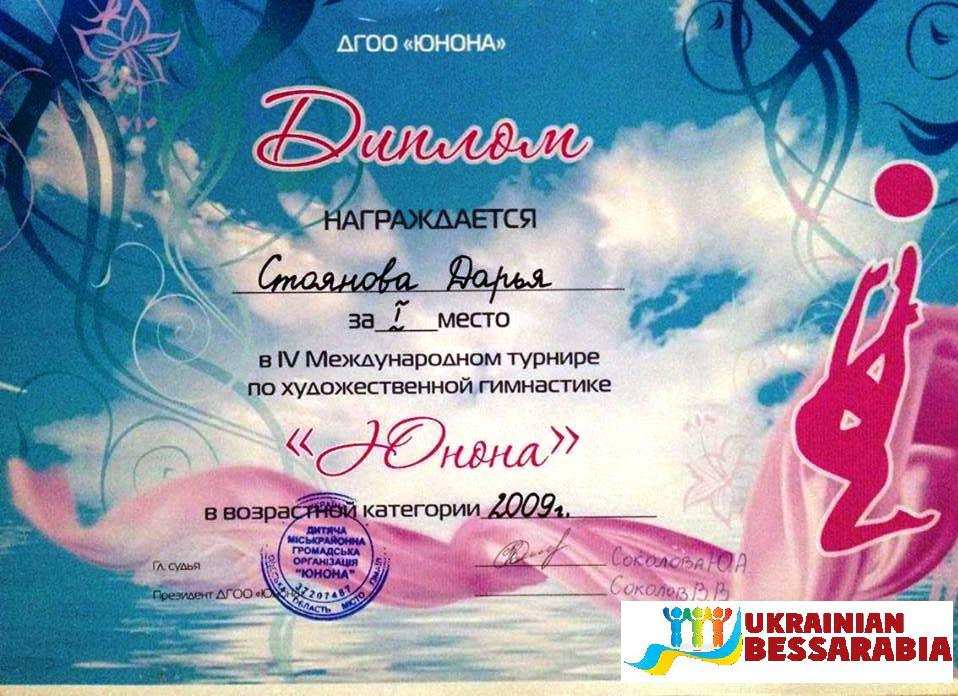 ДГОО «ЮНОНА»
Диплом
НАГРАЖДАЕТСЯ
Стоянова Дарья
за I место
в IV Международном турнире
по художественной гимнастике
«Юнона»
в возрастной категории 2009г.
Гл. судья
Соколова Ю А
Президент ДГОО «Юнона»
Соколов В В
ДИТЯЧА
МІСЬКРАЙОННА
ГРОМАДСЬКА
ОРГАНІЗАЦІЯ
"ЮНОНА"
37207487
UKRAINIAN
BESSARABIA